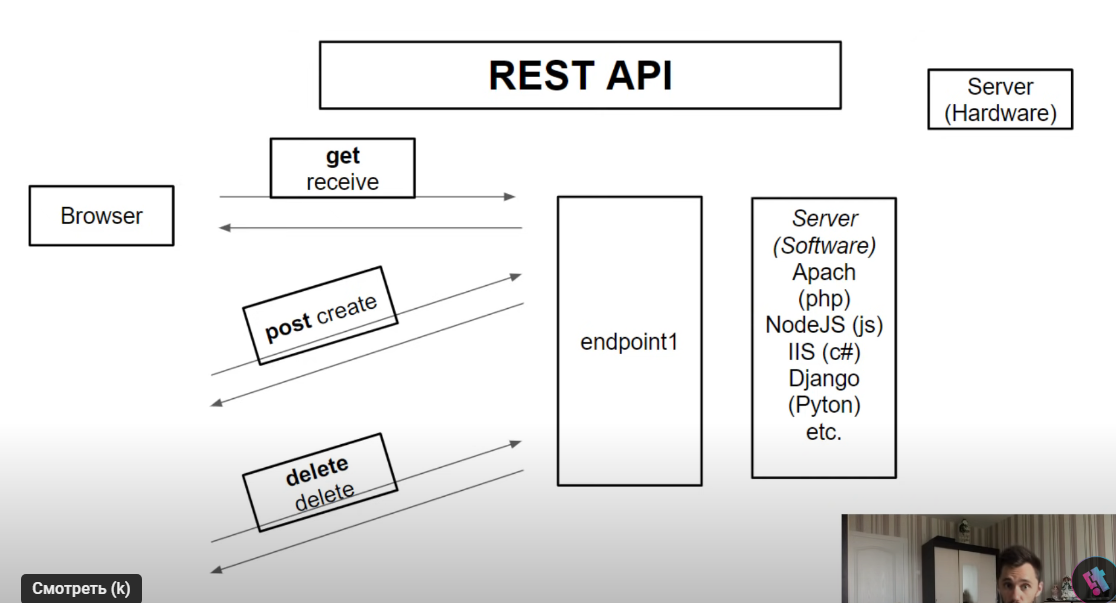 REST API
Server
(Hardware)
get
receive
Browser
post create
delete
delete
endpoint1
Server
(Software)
Apach
(php)
NodeJS (js)
IIS (c#)
Django
(Pyton)
etc.
Смотреть (k)